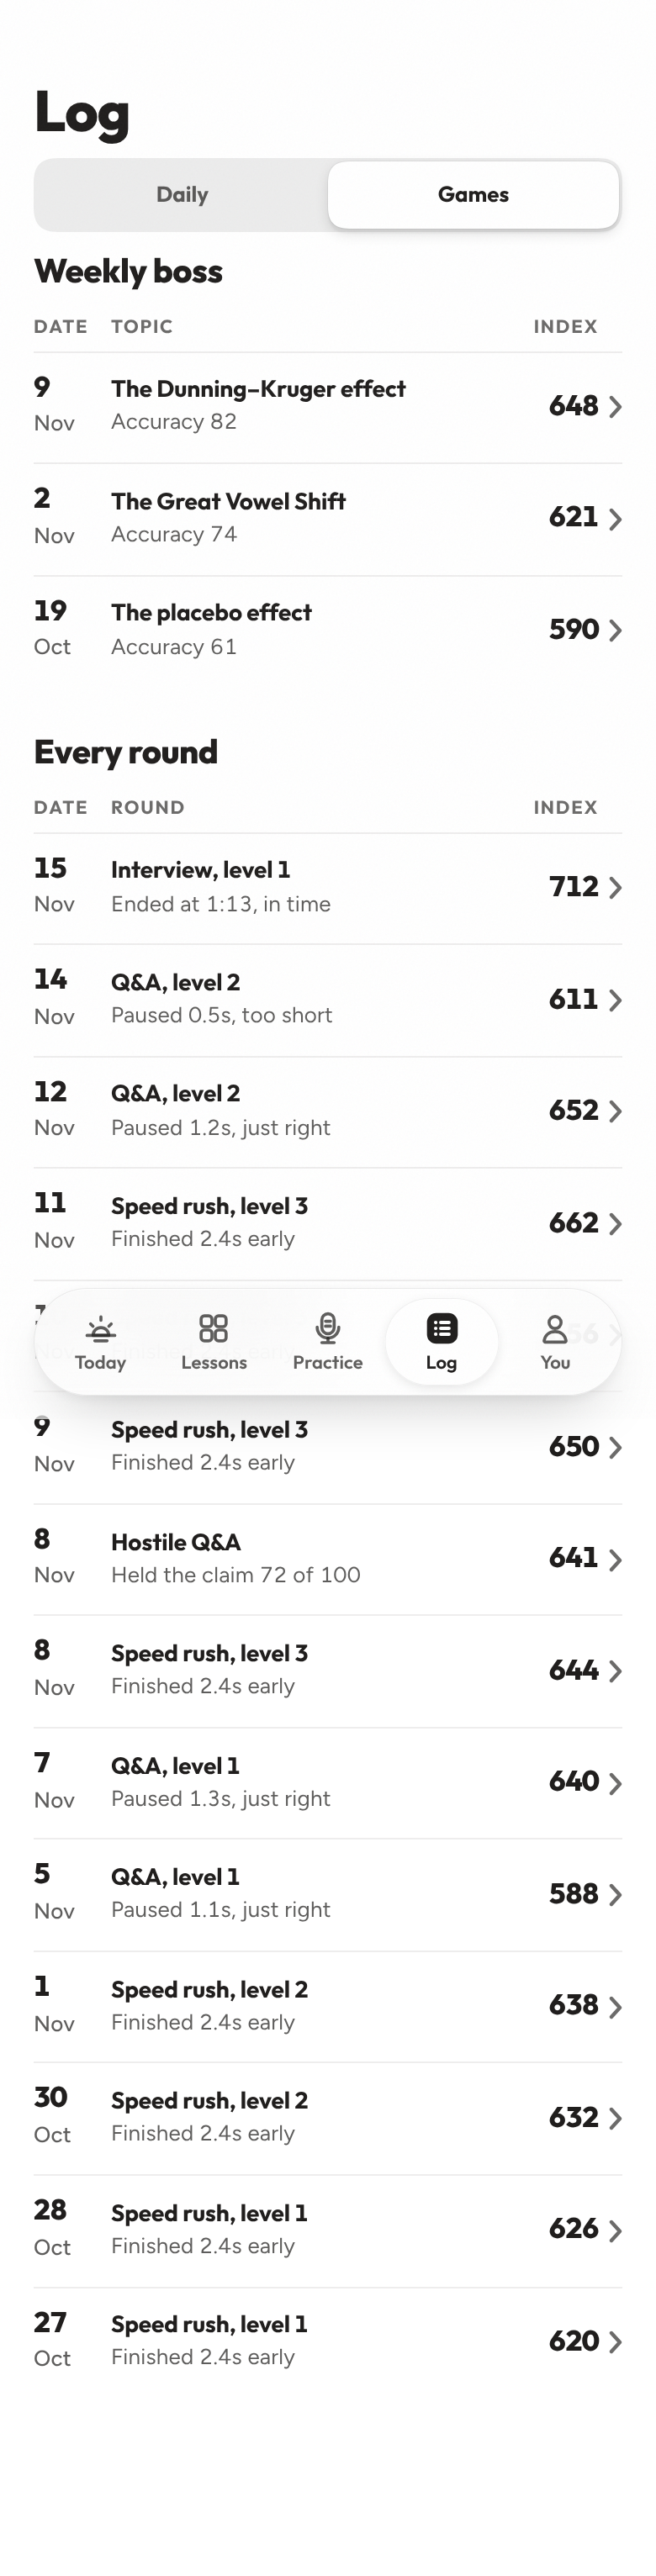 Log
Daily Games
Weekly boss
DATE TOPIC INDEX
9 The Dunning–Kruger effect 648
Nov Accuracy 82
2 The Great Vowel Shift 621
Nov Accuracy 74
19 The placebo effect 590
Oct Accuracy 61
Every round
DATE ROUND INDEX
15 Interview, level 1 712
Nov Ended at 1:13, in time
14 Q&A, level 2 611
Nov Paused 0.5s, too short
12 Q&A, level 2 652
Nov Paused 1.2s, just right
11 Speed rush, level 3 662
Nov Finished 2.4s early
Today Lessons Practice Log You
9 Speed rush, level 3 650
Nov Finished 2.4s early
8 Hostile Q&A 641
Nov Held the claim 72 of 100
8 Speed rush, level 3 644
Nov Finished 2.4s early
7 Q&A, level 1 640
Nov Paused 1.3s, just right
5 Q&A, level 1 588
Nov Paused 1.1s, just right
1 Speed rush, level 2 638
Nov Finished 2.4s early
30 Speed rush, level 2 632
Oct Finished 2.4s early
28 Speed rush, level 1 626
Oct Finished 2.4s early
27 Speed rush, level 1 620
Oct Finished 2.4s early